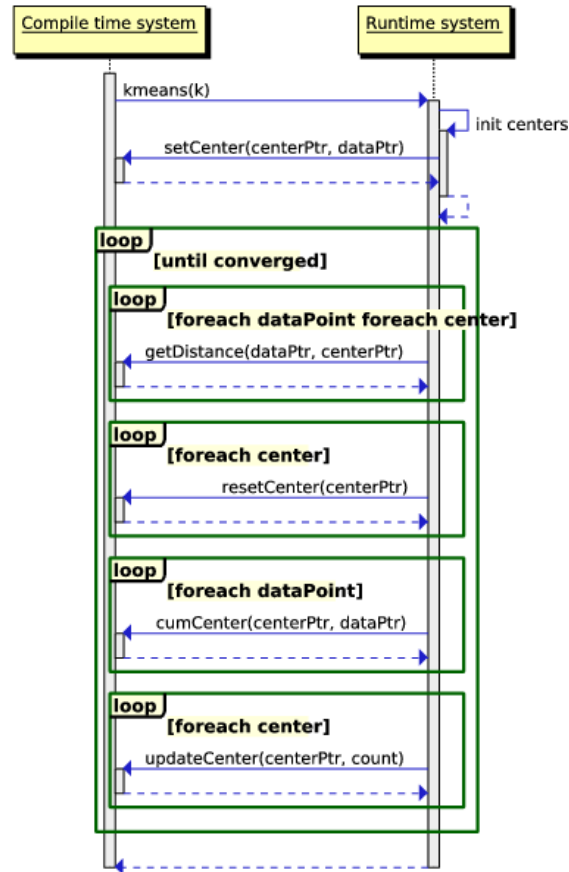 Compile time system
Runtime system
kmeans(k)
init centers
setCenter(centerPtr, dataPtr)
loop
[until converged]
loop
[foreach dataPoint foreach center]
getDistance(dataPtr, centerPtr)
loop
[foreach center]
resetCenter(centerPtr)
loop
[foreach dataPoint]
cumCenter(centerPtr, dataPtr)
loop
[foreach center]
updateCenter(centerPtr, count)